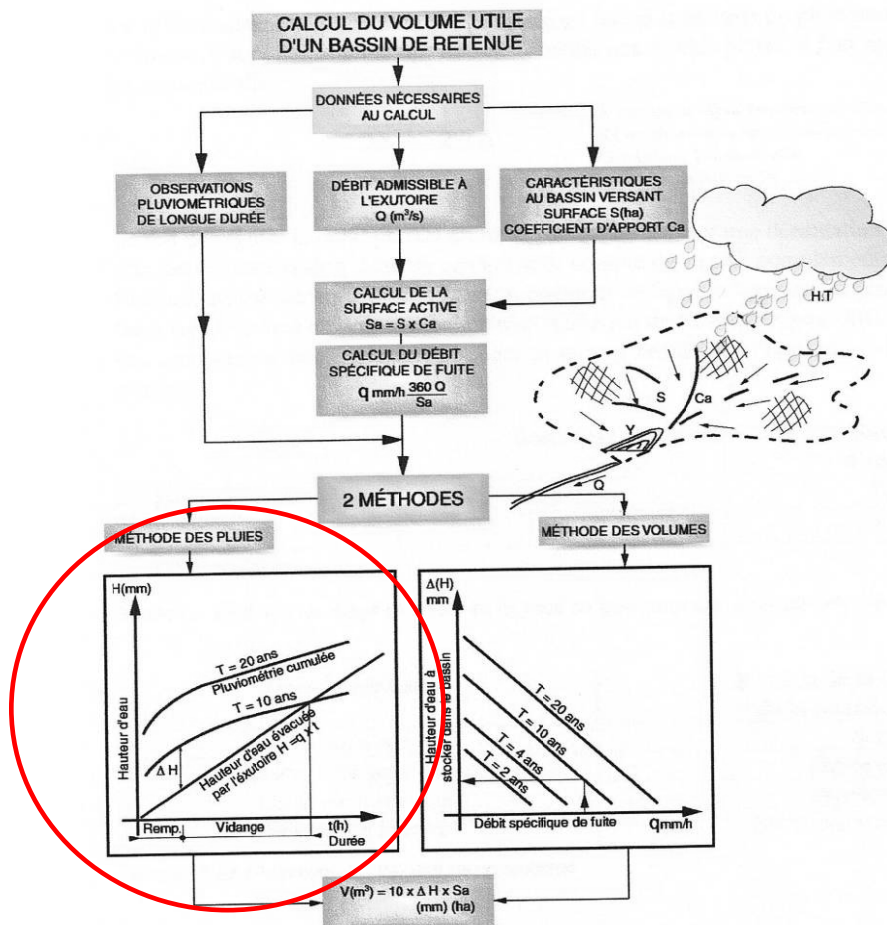 CALCUL DU VOLUME UTILE
D'UN BASSIN DE RETENUE
DONNÉES NÉCESSAIRES
AU CALCUL
OBSERVATIONS
PLUVIOMÉTRIQUES
DE LONGUE DURÉE
DÉBIT ADMISSIBLE À
L'EXUTOIRE
Q (m³/s)
CARACTÉRISTIQUES
AU BASSIN VERSANT
SURFACE S(ha)
COEFFICIENT D'APPORT Ca
H.T
CALCUL DE LA
SURFACE ACTIVE
Sa = S x Ca
CALCUL DU DÉBIT
SPÉCIFIQUE DE FUITE
q mm/h 360 Q
Sa
S
Ca
Y
Q
2 MÉTHODES
MÉTHODE DES PLUIES
MÉTHODE DES VOLUMES
H(mm)
Hauteur d'eau
T = 20 ans
Pluviométrie cumulée
T = 10 ans
Δ H
Hauteur d'eau évacuée
par l'éxutoire H = q x t
Remp.
Vidange
t(h)
Durée
Δ(H)
mm
Hauteur d'eau à
stocker dans le bassin
T = 20 ans
T = 10 ans
T = 4 ans
T = 2 ans
Débit spécifique de fuite
q mm/h
V(m³) = 10 x Δ H x Sa
(mm) (ha)